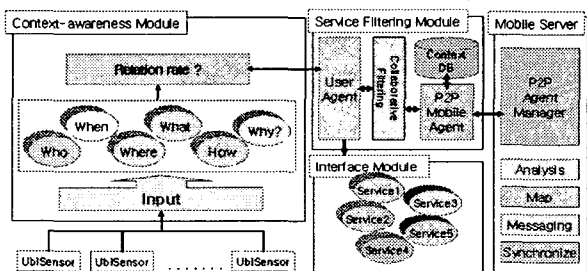 Context-awareness Module
Relation rate ?
When
What
Why?
Who
Where
How
Input
UbiSensor
UbiSensor
. . . . . . .
UbiSensor
Service Filtering Module
User
Agent
Collaborative
Filtering
Context
DB
P2P
Mobile
Agent
Interface Module
Service1
Service3
Service2
Service5
Service4
Mobile Server
P2P
Agent
Manager
Analysis
Map
Messaging
Synchronize